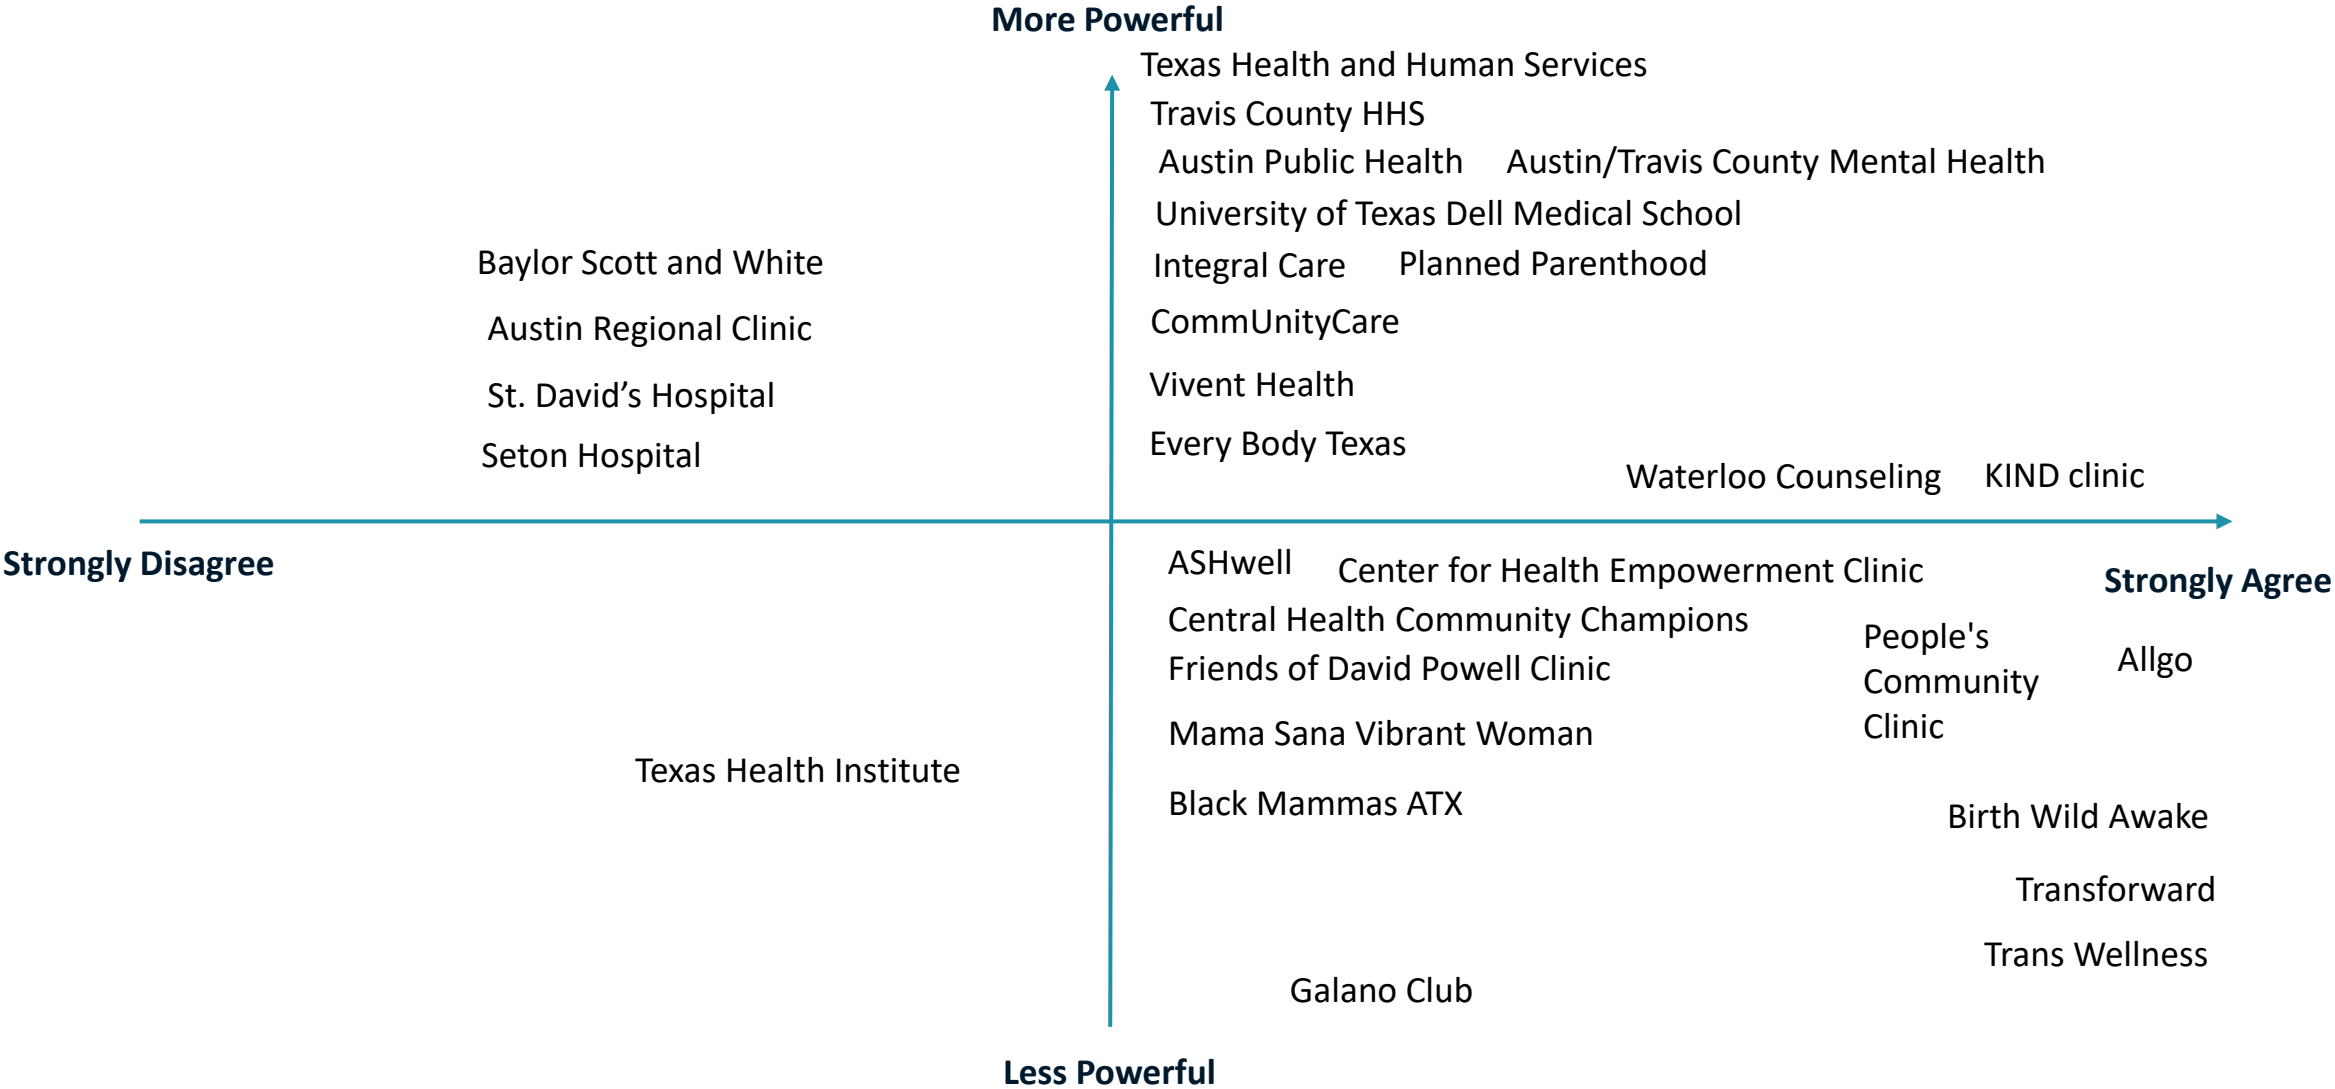 More Powerful
Texas Health and Human Services
Travis County HHS
Austin Public Health
Austin/Travis County Mental Health
University of Texas Dell Medical School
Baylor Scott and White
Integral Care
Planned Parenthood
Austin Regional Clinic
CommUnityCare
St. David’s Hospital
Vivent Health
Seton Hospital
Every Body Texas
Waterloo Counseling
KIND clinic
Strongly Disagree
ASHwell
Center for Health Empowerment Clinic
Strongly Agree
Central Health Community Champions
People's
Community
Clinic
Allgo
Friends of David Powell Clinic
Mama Sana Vibrant Woman
Texas Health Institute
Black Mammas ATX
Birth Wild Awake
Transforward
Trans Wellness
Galano Club
Less Powerful